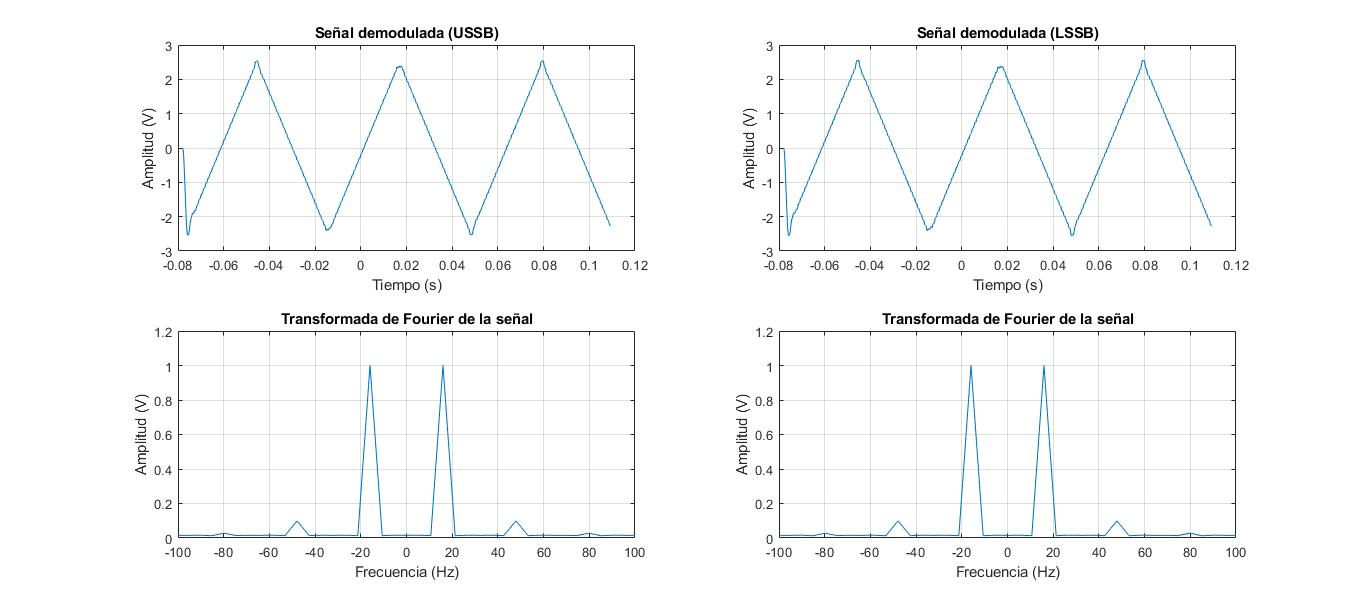 Señal demodulada (USSB)
3
2
1
0
-1
-2
-3
Amplitud (V)
-0.08 -0.06 -0.04 -0.02 0 0.02 0.04 0.06 0.08 0.1 0.12
Tiempo (s)
Señal demodulada (LSSB)
3
2
1
0
-1
-2
-3
Amplitud (V)
-0.08 -0.06 -0.04 -0.02 0 0.02 0.04 0.06 0.08 0.1 0.12
Tiempo (s)
Transformada de Fourier de la señal
1.2
1
0.8
0.6
0.4
0.2
0
Amplitud (V)
-100 -80 -60 -40 -20 0 20 40 60 80 100
Frecuencia (Hz)
Transformada de Fourier de la señal
1.2
1
0.8
0.6
0.4
0.2
0
Amplitud (V)
-100 -80 -60 -40 -20 0 20 40 60 80 100
Frecuencia (Hz)